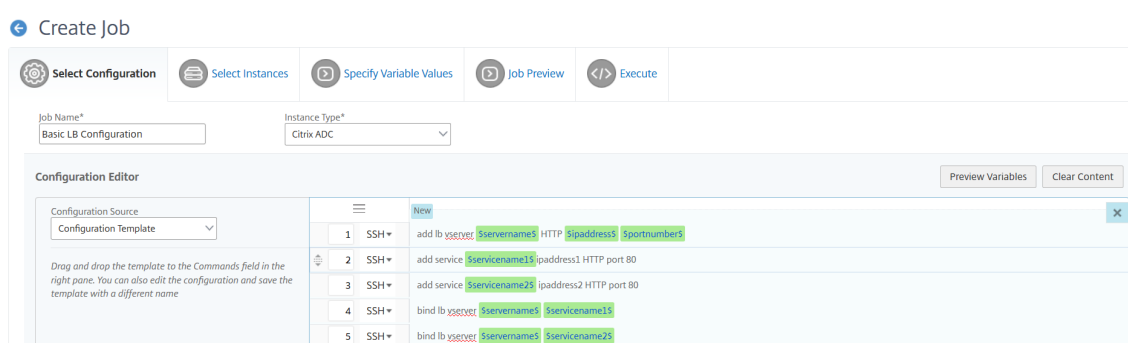 Create Job
Select Configuration
Select Instances
Specify Variable Values
Job Preview
Execute
Job Name*
Instance Type*
Basic LB Configuration
Citrix ADC
Configuration Editor
Preview Variables
Clear Content
Configuration Source
Configuration Template
Drag and drop the template to the Commands field in the
right pane. You can also edit the configuration and save the
template with a different name
New
1 SSH add lb vserver $servername$ HTTP $ipaddress$ $portnumber$
2 SSH add service $servicename1$ ipaddress1 HTTP port 80
3 SSH add service $servicename2$ ipaddress2 HTTP port 80
4 SSH bind lb vserver $servername$ $servicename1$
5 SSH bind lb vserver $servername$ $servicename2$